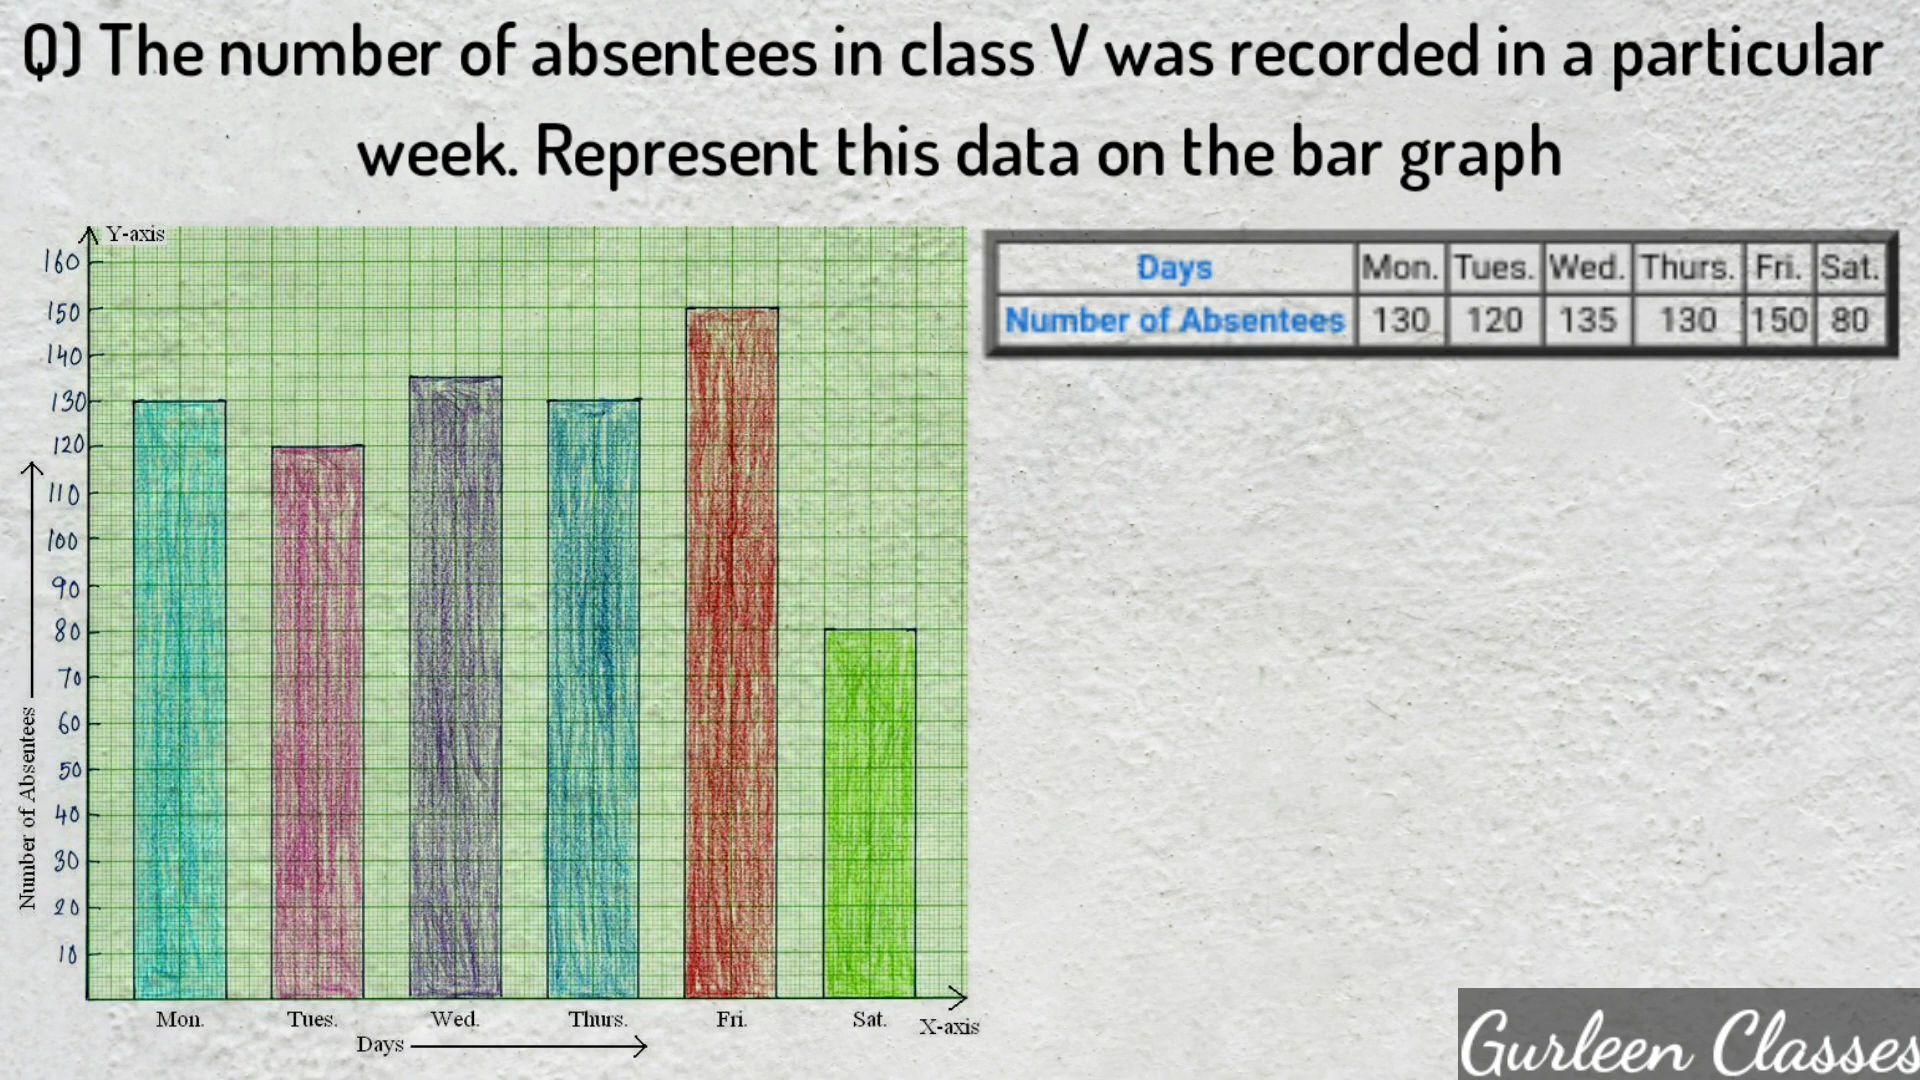 Q) The number of absentees in class V was recorded in a particular
week. Represent this data on the bar graph
Y-axis
160
150
140
130
120
110
100
90
80
70
60
50
40
30
20
10
Number of Absentees
Mon. Tues. Wed. Thurs. Fri. Sat. X-axis
Days
Days Mon. Tues. Wed. Thurs. Fri. Sat.
Number of Absentees 130 120 135 130 150 80
Gurleen Classes